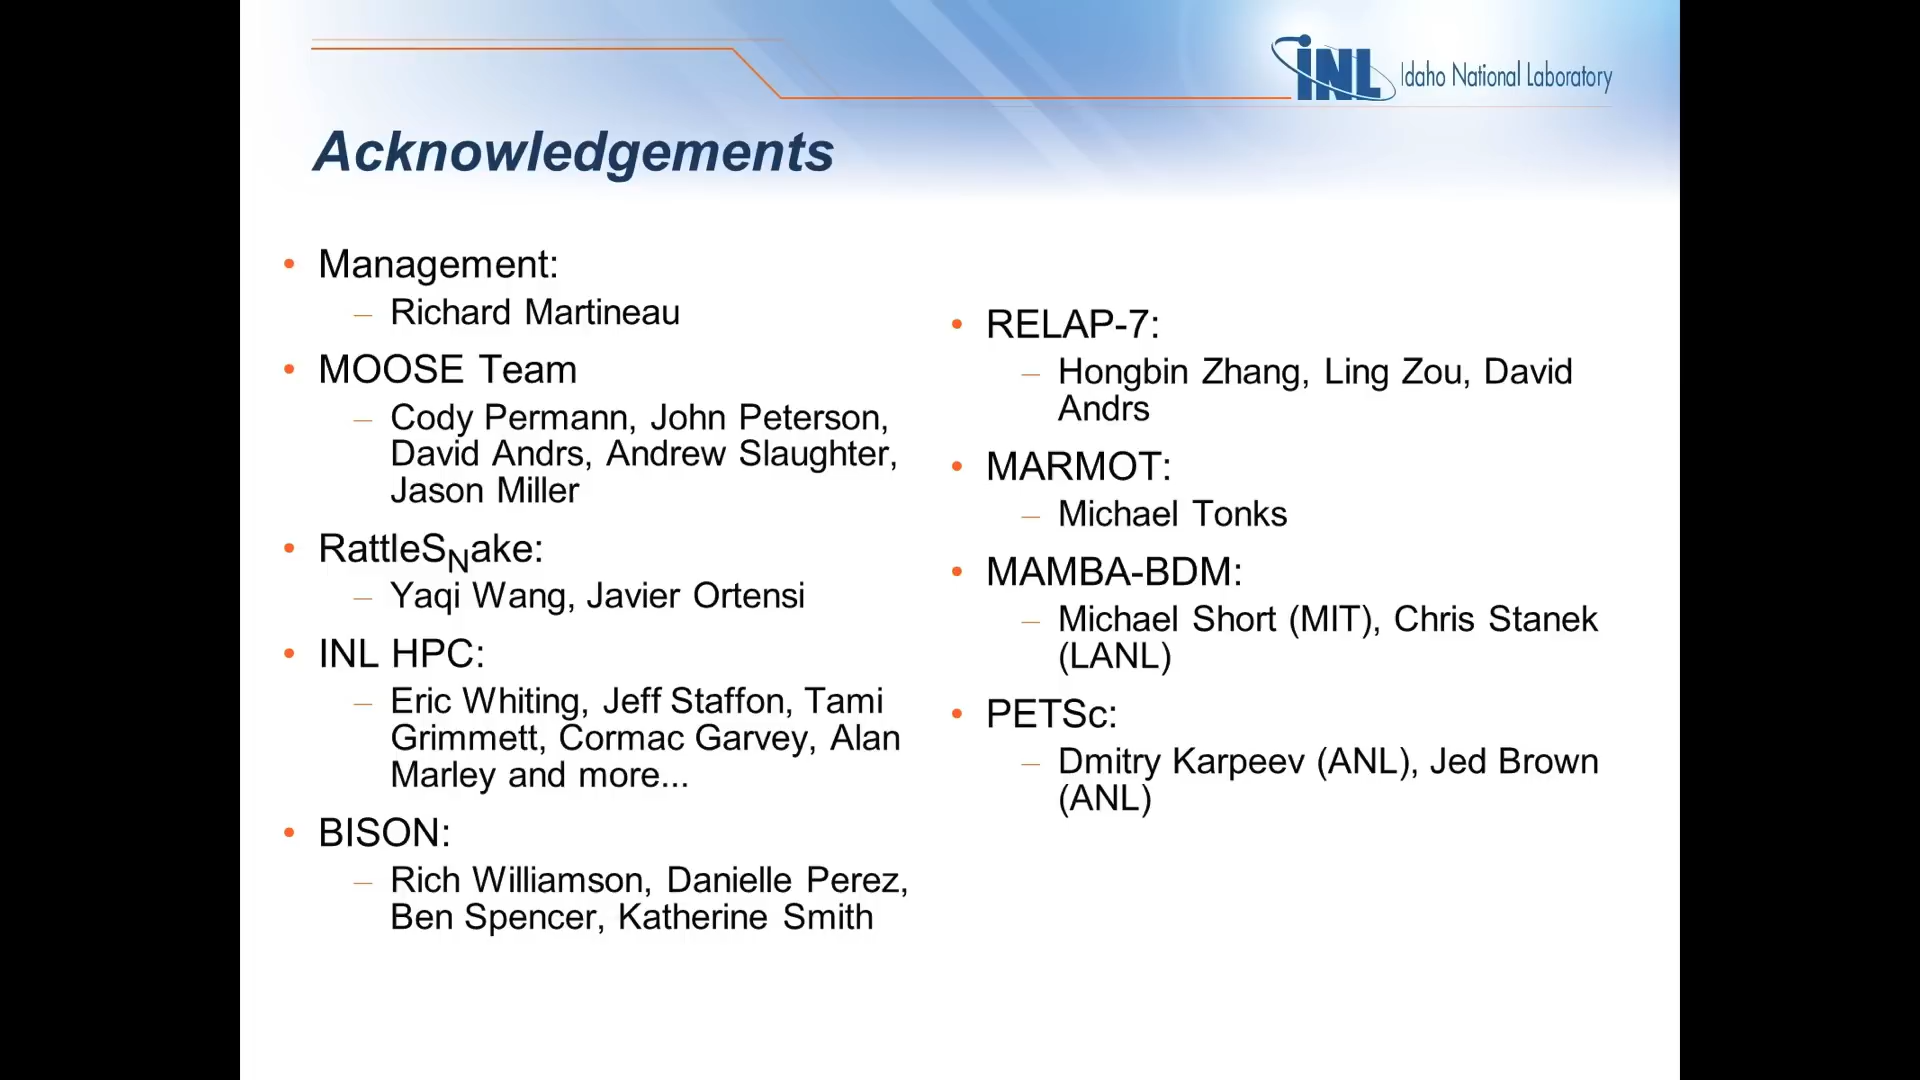 INL Idaho National Laboratory
Acknowledgements
• Management:
– Richard Martineau
• MOOSE Team
– Cody Permann, John Peterson,
David Andrs, Andrew Slaughter,
Jason Miller
• RattleSNake:
– Yaqi Wang, Javier Ortensi
• INL HPC:
– Eric Whiting, Jeff Staffon, Tami
Grimmett, Cormac Garvey, Alan
Marley and more...
• BISON:
– Rich Williamson, Danielle Perez,
Ben Spencer, Katherine Smith
• RELAP-7:
– Hongbin Zhang, Ling Zou, David
Andrs
• MARMOT:
– Michael Tonks
• MAMBA-BDM:
– Michael Short (MIT), Chris Stanek
(LANL)
• PETSc:
– Dmitry Karpeev (ANL), Jed Brown
(ANL)